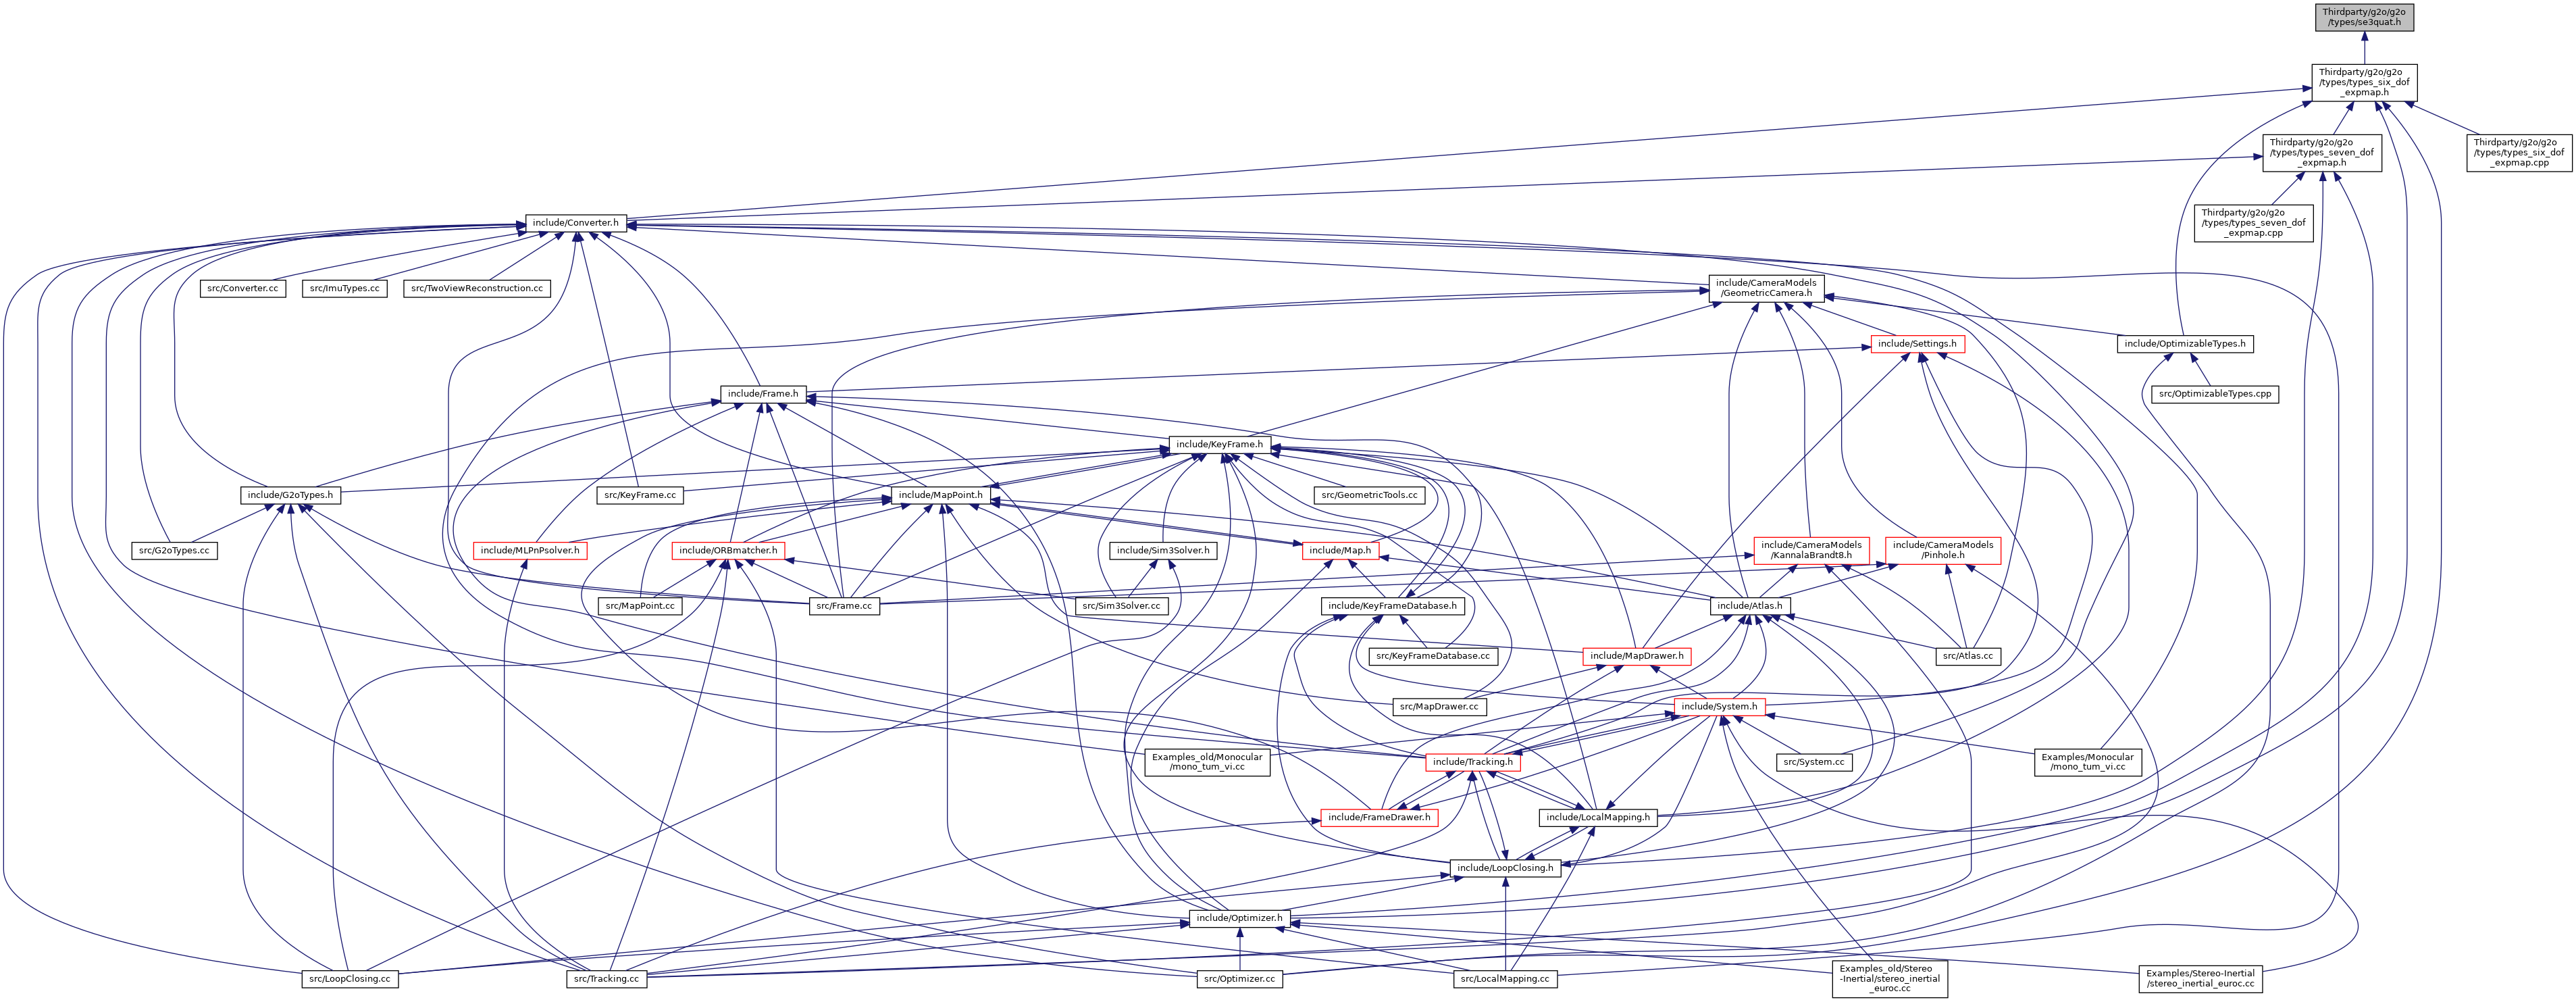 Thirdparty/g2o/g2o
/types/se3quat.h
Thirdparty/g2o/g2o
/types/types_six_dof
_expmap.h
Thirdparty/g2o/g2o
/types/types_seven_dof
_expmap.h
Thirdparty/g2o/g2o
/types/types_six_dof
_expmap.cpp
Thirdparty/g2o/g2o
/types/types_seven_dof
_expmap.cpp
include/Converter.h
src/Converter.cc
src/ImuTypes.cc
src/TwoViewReconstruction.cc
include/CameraModels
/GeometricCamera.h
include/Settings.h
include/OptimizableTypes.h
include/Frame.h
src/OptimizableTypes.cpp
include/KeyFrame.h
include/G2oTypes.h
src/KeyFrame.cc
include/MapPoint.h
src/GeometricTools.cc
src/G2oTypes.cc
include/MLPnPsolver.h
include/ORBmatcher.h
include/Sim3Solver.h
include/Map.h
include/CameraModels
/KannalaBrandt8.h
include/CameraModels
/Pinhole.h
src/MapPoint.cc
src/Frame.cc
src/Sim3Solver.cc
include/KeyFrameDatabase.h
include/Atlas.h
src/KeyFrameDatabase.cc
include/MapDrawer.h
src/Atlas.cc
src/MapDrawer.cc
include/System.h
Examples_old/Monocular
/mono_tum_vi.cc
include/Tracking.h
src/System.cc
Examples/Monocular
/mono_tum_vi.cc
include/FrameDrawer.h
include/LocalMapping.h
include/LoopClosing.h
include/Optimizer.h
src/LoopClosing.cc
src/Tracking.cc
src/Optimizer.cc
src/LocalMapping.cc
Examples_old/Stereo
-Inertial/stereo_inertial
_euroc.cc
Examples/Stereo-Inertial
/stereo_inertial_euroc.cc